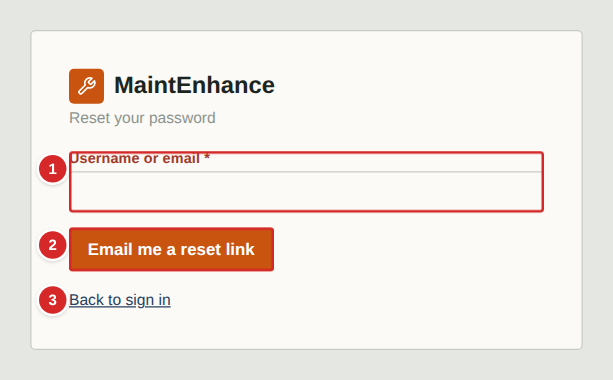 MaintEnhance
Reset your password
1
Username or email *
2
Email me a reset link
3
Back to sign in